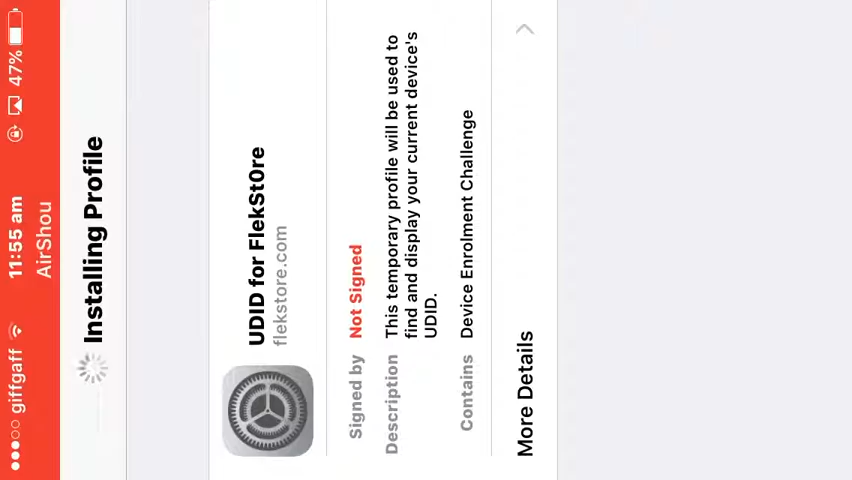 giffgaff 11:55 am 47%
AirShou
Installing Profile
UDID for FlekSt0re
flekstore.com
Signed by Not Signed
Description This temporary profile will be used to
find and display your current device's
UDID.
Contains Device Enrolment Challenge
More Details